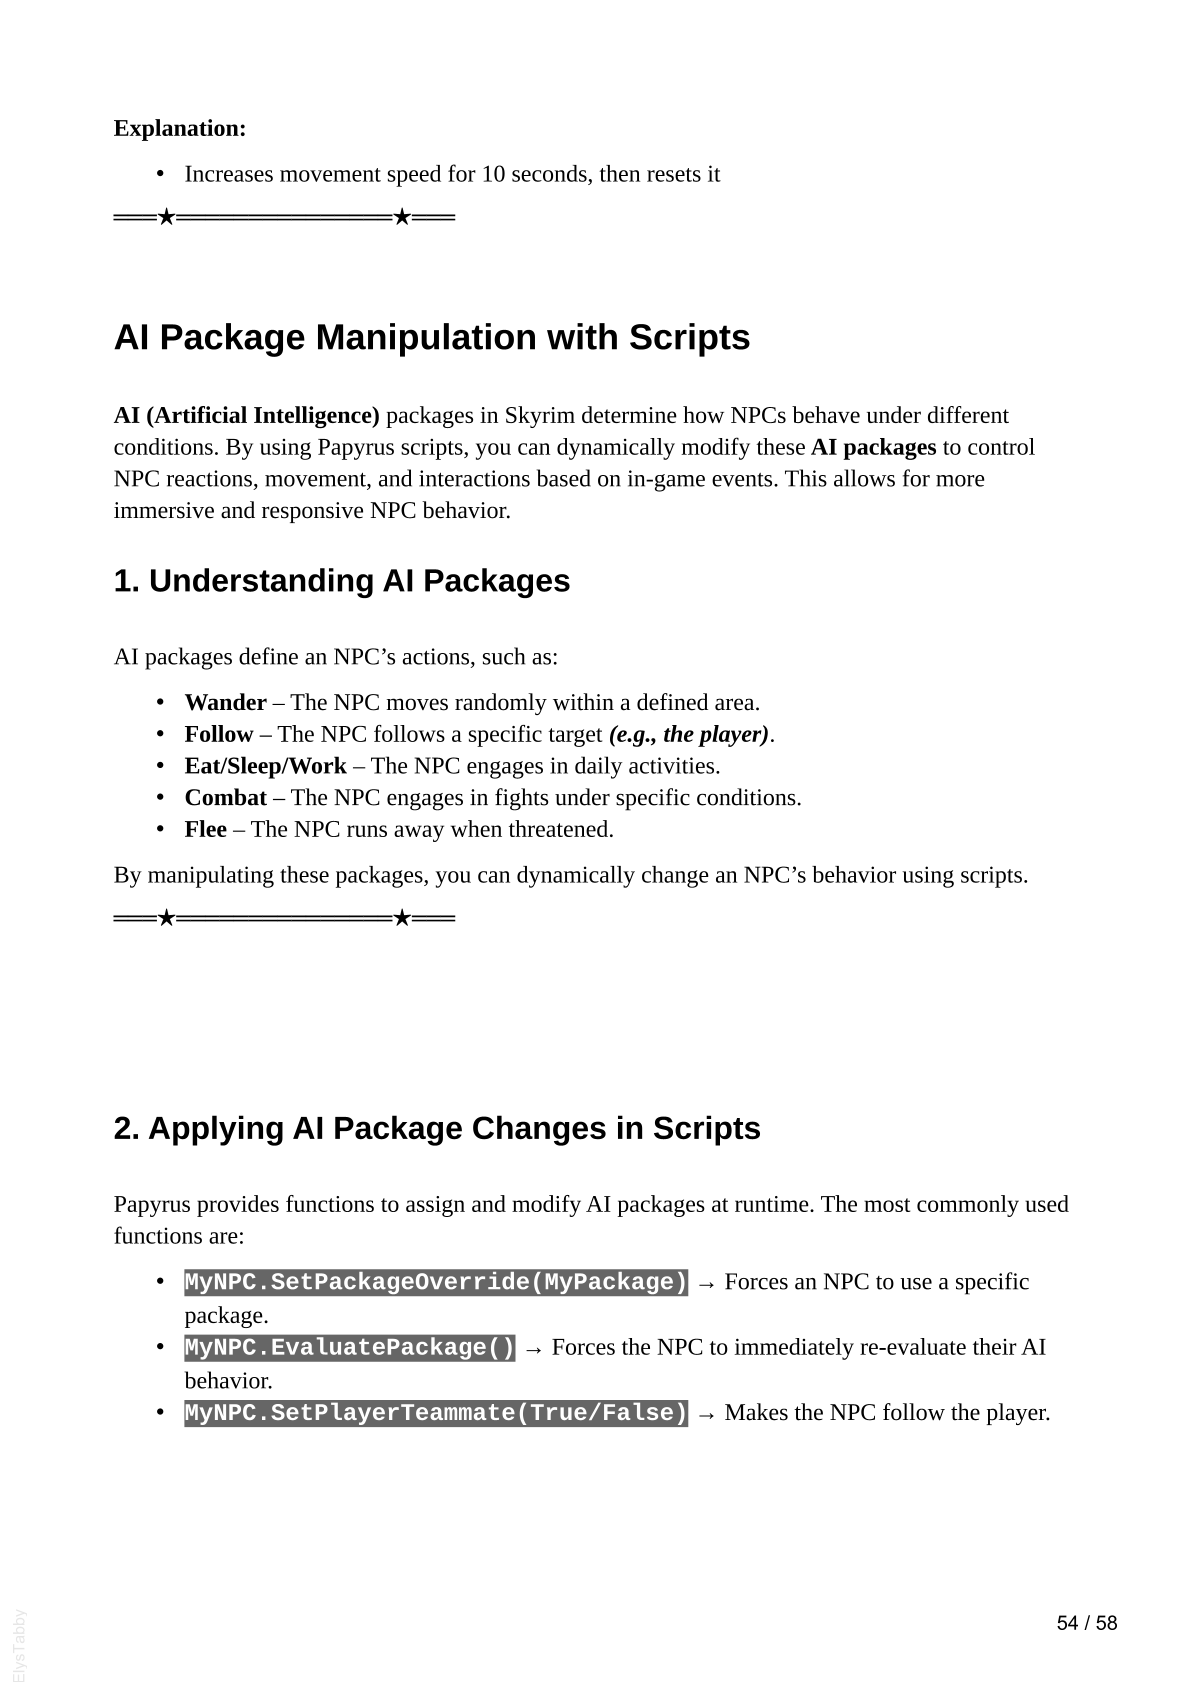 Explanation:
• Increases movement speed for 10 seconds, then resets it
═══★═══════════════★═══
AI Package Manipulation with Scripts
AI (Artificial Intelligence) packages in Skyrim determine how NPCs behave under different
conditions. By using Papyrus scripts, you can dynamically modify these AI packages to control
NPC reactions, movement, and interactions based on in-game events. This allows for more
immersive and responsive NPC behavior.
1. Understanding AI Packages
AI packages define an NPC’s actions, such as:
• Wander – The NPC moves randomly within a defined area.
• Follow – The NPC follows a specific target (e.g., the player).
• Eat/Sleep/Work – The NPC engages in daily activities.
• Combat – The NPC engages in fights under specific conditions.
• Flee – The NPC runs away when threatened.
By manipulating these packages, you can dynamically change an NPC’s behavior using scripts.
═══★═══════════════★═══
2. Applying AI Package Changes in Scripts
Papyrus provides functions to assign and modify AI packages at runtime. The most commonly used
functions are:
• MyNPC.SetPackageOverride(MyPackage) → Forces an NPC to use a specific
package.
• MyNPC.EvaluatePackage() → Forces the NPC to immediately re-evaluate their AI
behavior.
• MyNPC.SetPlayerTeammate(True/False) → Makes the NPC follow the player.
54 / 58
ElysTabby